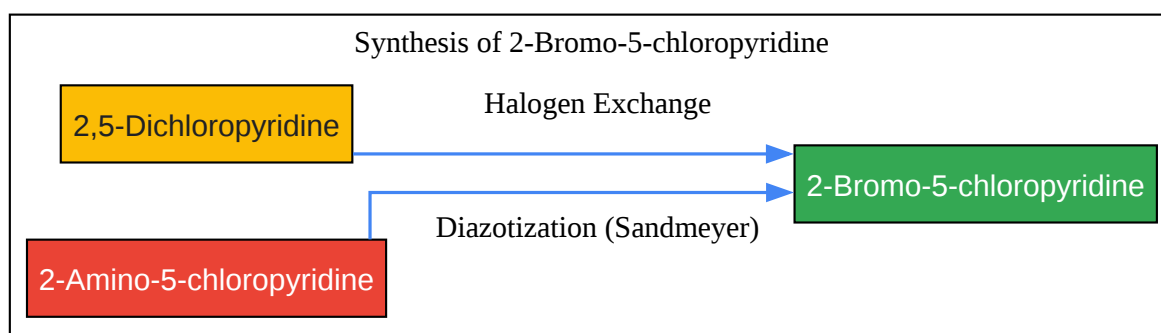 Synthesis of 2-Bromo-5-chloropyridine
Halogen Exchange
2,5-Dichloropyridine
2-Bromo-5-chloropyridine
Diazotization (Sandmeyer)
2-Amino-5-chloropyridine